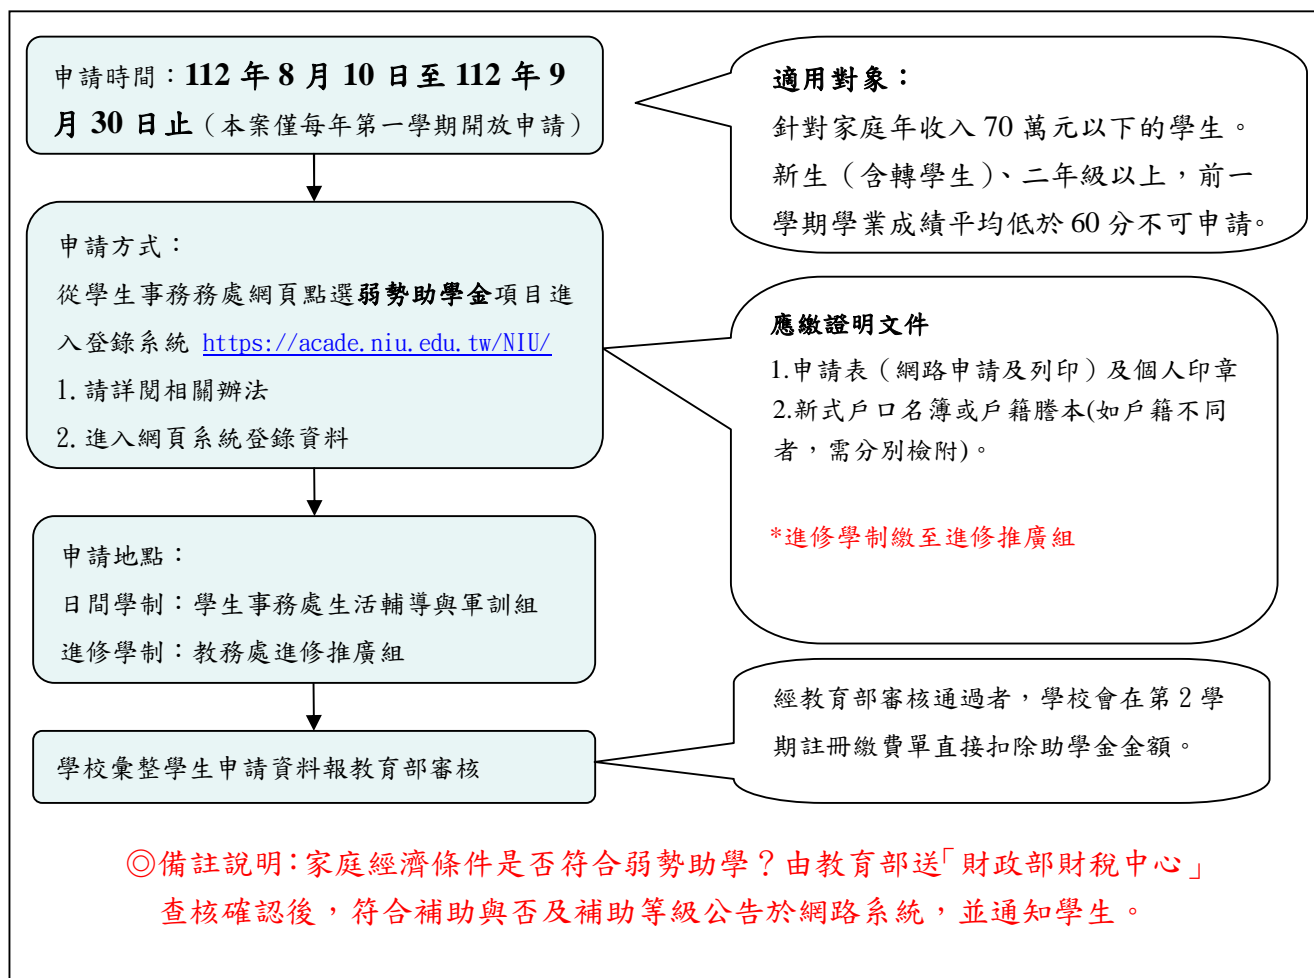 申請時間：112 年 8 月 10 日至 112 年 9
月 30 日止（本案僅每年第一學期開放申請）
適用對象：
針對家庭年收入 70 萬元以下的學生。
新生（含轉學生）、二年級以上，前一
學期學業成績平均低於 60 分不可申請。
申請方式：
從學生事務務處網頁點選弱勢助學金項目進
入登錄系統 https://acade.niu.edu.tw/NIU/
1. 請詳閱相關辦法
2. 進入網頁系統登錄資料
應繳證明文件
1.申請表（網路申請及列印）及個人印章
2.新式戶口名簿或戶籍謄本(如戶籍不同
者，需分別檢附)。
*進修學制繳至進修推廣組
申請地點：
日間學制：學生事務處生活輔導與軍訓組
進修學制：教務處進修推廣組
經教育部審核通過者，學校會在第 2 學
期註冊繳費單直接扣除助學金金額。
學校彙整學生申請資料報教育部審核
◎備註說明：家庭經濟條件是否符合弱勢助學？由教育部送「財政部財稅中心」
查核確認後，符合補助與否及補助等級公告於網路系統，並通知學生。